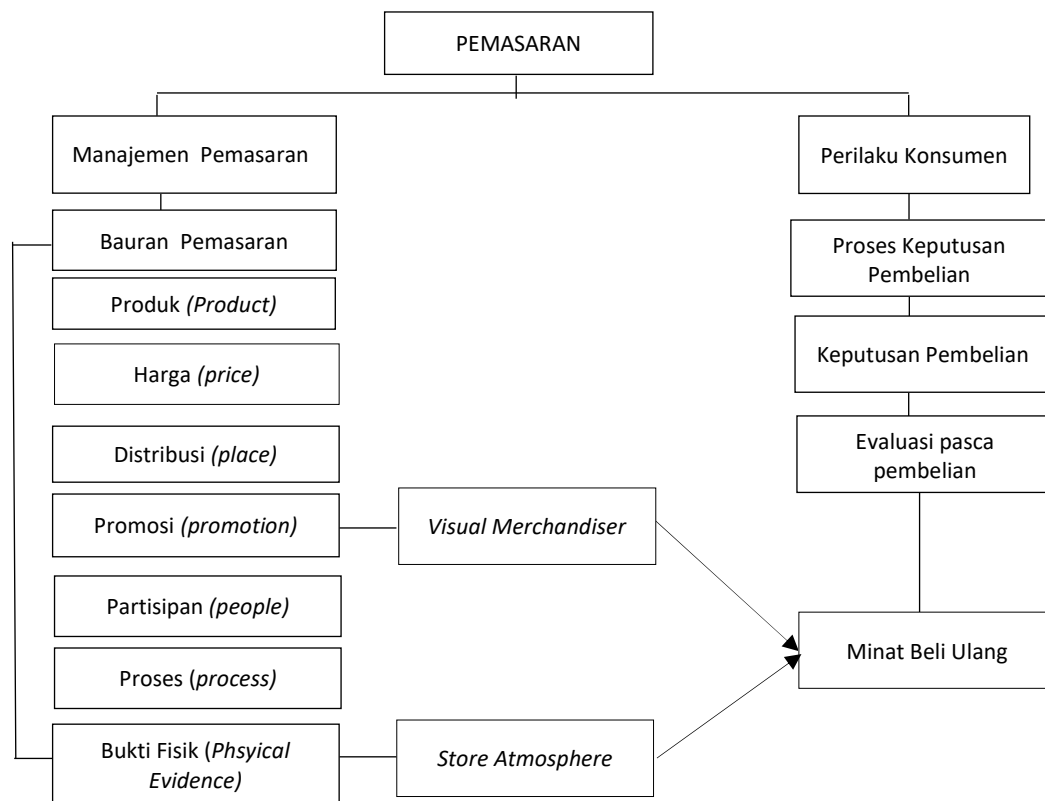 PEMASARAN
Manajemen Pemasaran
Bauran Pemasaran
Produk (Product)
Harga (price)
Distribusi (place)
Promosi (promotion)
Partisipan (people)
Proses (process)
Bukti Fisik (Phsyical
Evidence)
Visual Merchandiser
Store Atmosphere
Perilaku Konsumen
Proses Keputusan
Pembelian
Keputusan Pembelian
Evaluasi pasca
pembelian
Minat Beli Ulang